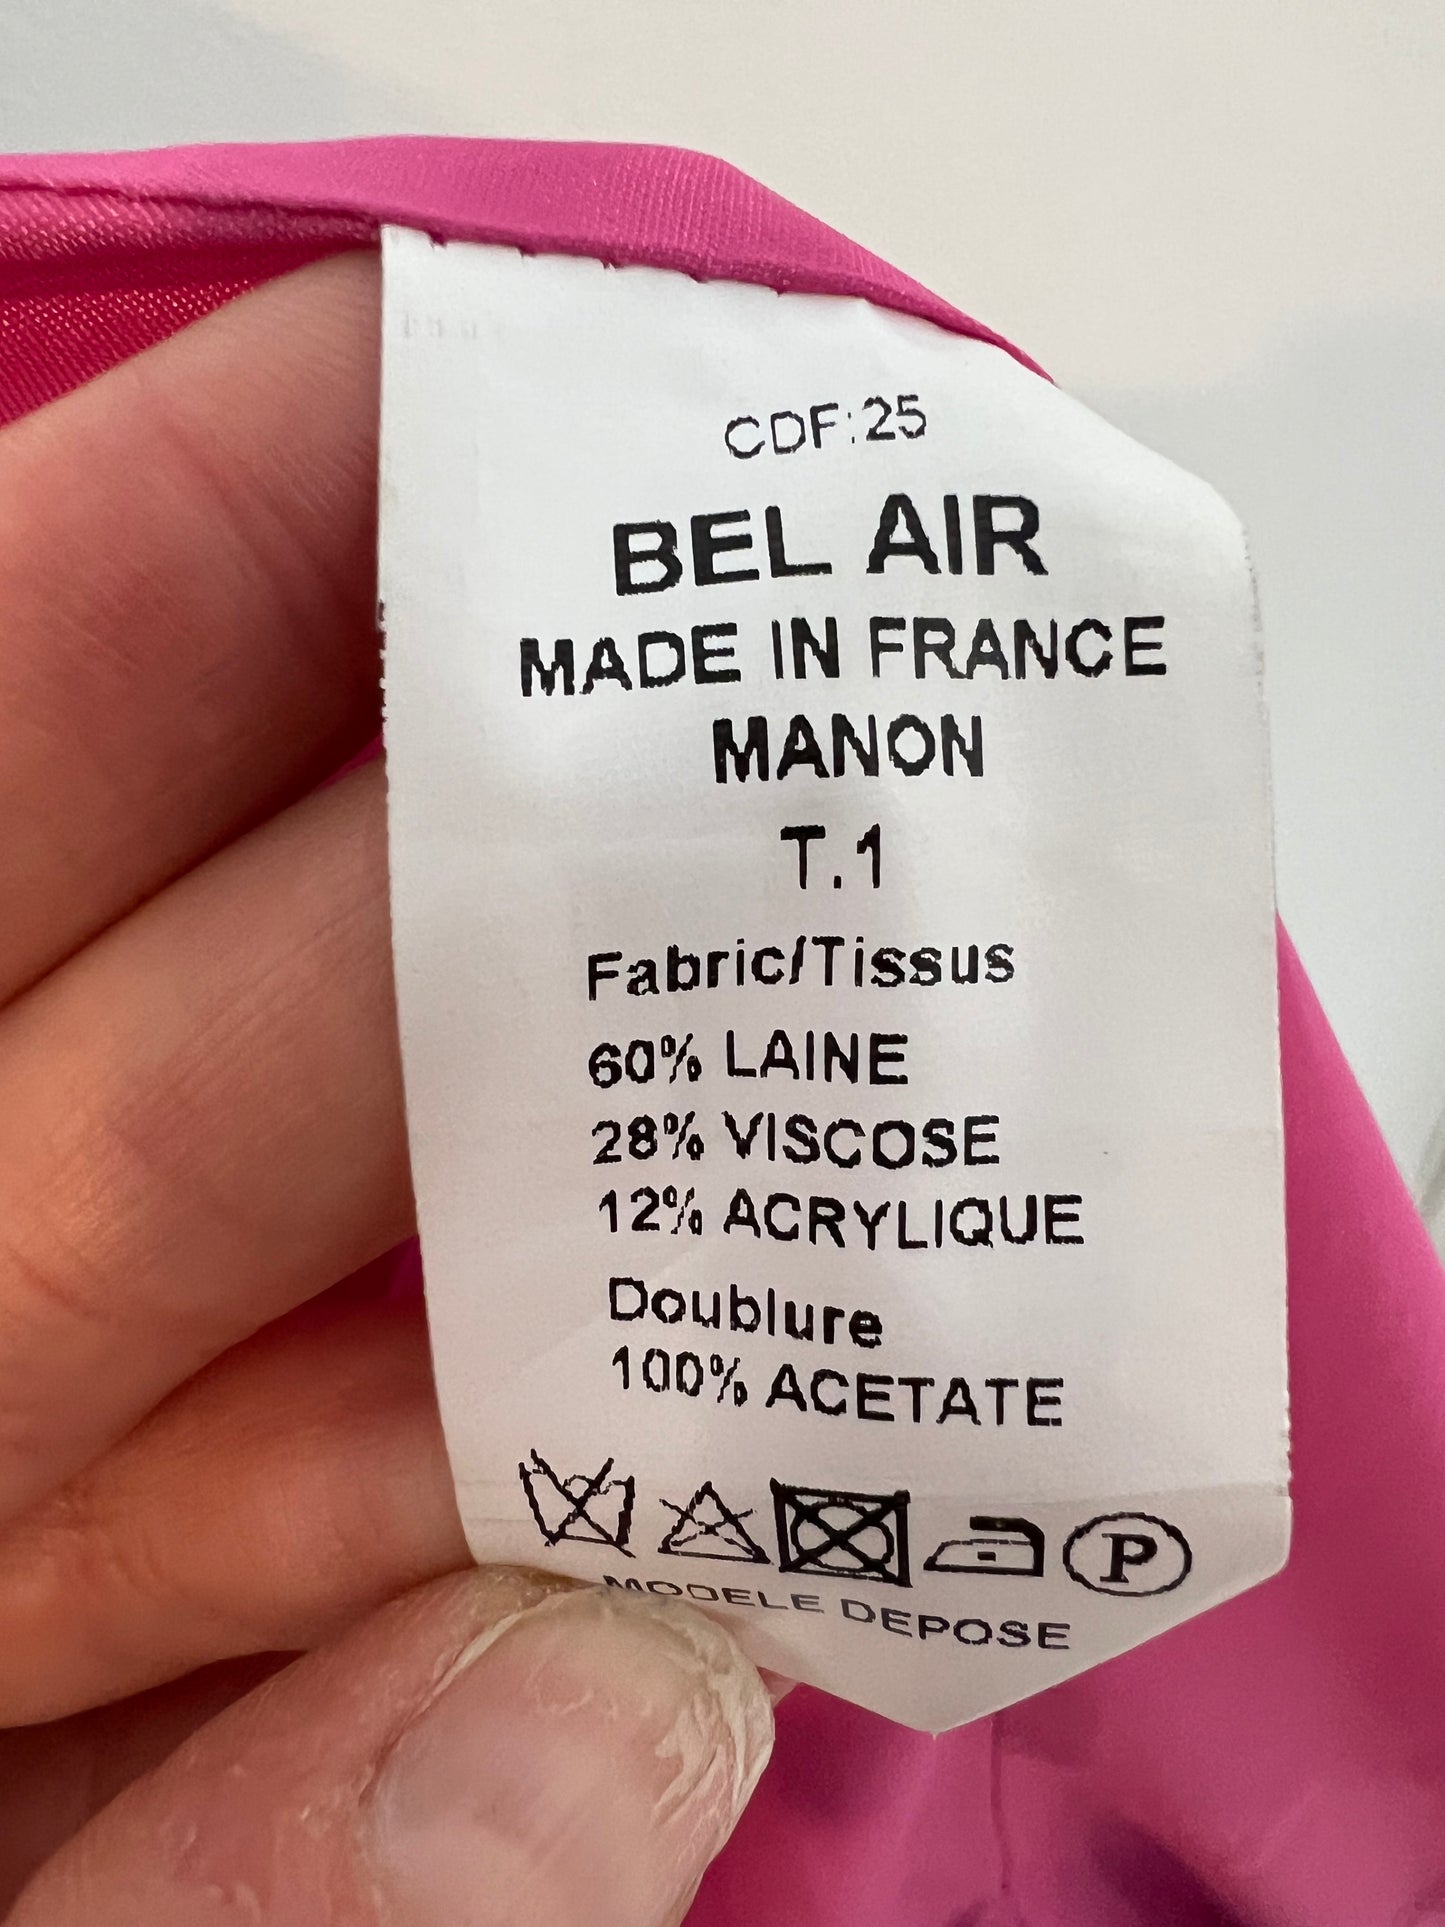 CDF:25
BEL AIR
MADE IN FRANCE
MANON
T.1
Fabric/Tissus
60% LAINE
28% VISCOSE
12% ACRYLIQUE
Doublure
100% ACETATE
P
MODELE DEPOSE